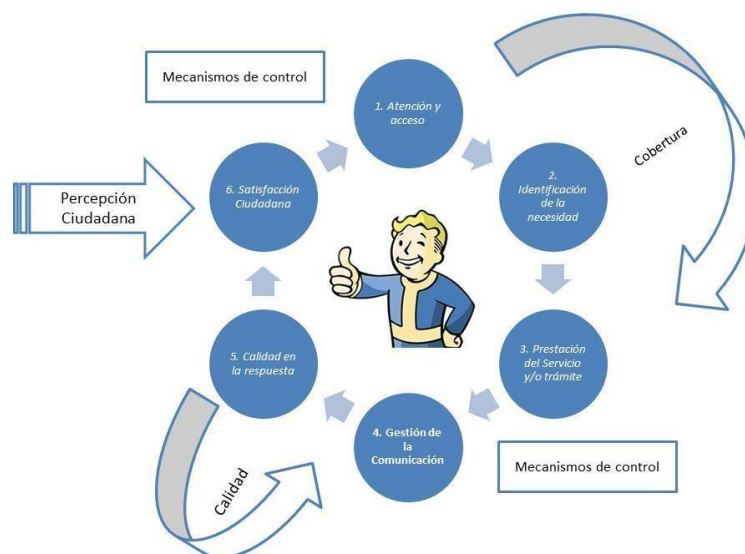 Mecanismos de control
1. Atención y
acceso
Cobertura
2.
Identificación
de la
necesidad
6. Satisfacción
Ciudadana
Percepción
Ciudadana
3. Prestación
del Servicio
y/o trámite
5. Calidad en
la respuesta
4. Gestión de
la
Comunicación
Mecanismos de control
Calidad